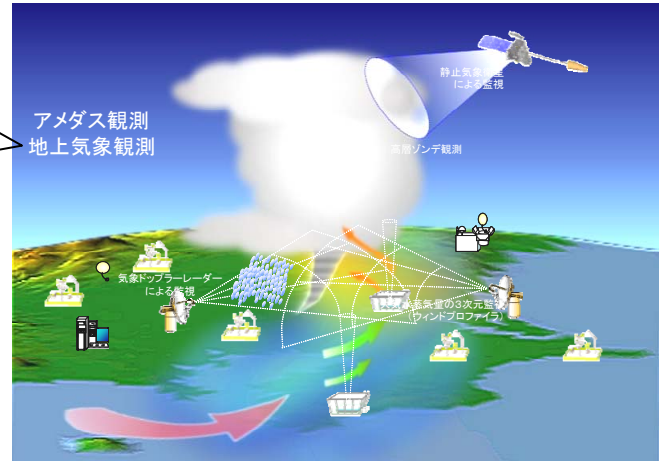 静止気象衛星
による監視
アメダス観測
地上気象観測
高層ゾンデ観測
気象ドップラーレーダー
による監視
蒸気量の3次元監視
(ウィンドプロファイラ)